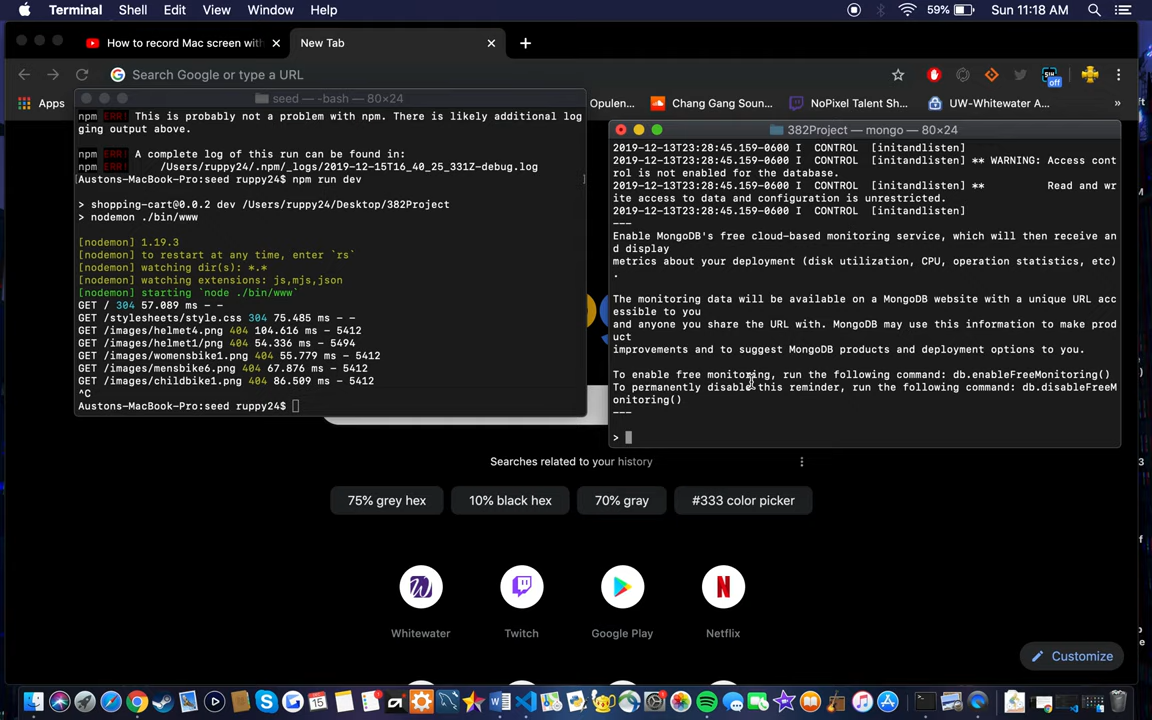 Terminal Shell Edit View Window Help 59% Sun 11:18 AM
How to record Mac screen with New Tab
Search Google or type a URL off
Apps Opulen... Chang Gang Soun... NoPixel Talent Sh... UW-Whitewater A... »
seed — -bash — 80×24
npm ERR! This is probably not a problem with npm. There is likely additional log
ging output above.
npm ERR! A complete log of this run can be found in:
npm ERR!     /Users/ruppy24/.npm/_logs/2019-12-15T16_40_25_331Z-debug.log
[Austons-MacBook-Pro:seed ruppy24$ npm run dev ]
> shopping-cart@0.0.2 dev /Users/ruppy24/Desktop/382Project
> nodemon ./bin/www
[nodemon] 1.19.3
[nodemon] to restart at any time, enter `rs`
[nodemon] watching dir(s): *.*
[nodemon] watching extensions: js,mjs,json
[nodemon] starting `node ./bin/www`
GET / 304 57.089 ms - -
GET /stylesheets/style.css 304 75.485 ms - -
GET /images/helmet4.png 404 104.616 ms - 5412
GET /images/helmet1/png 404 54.336 ms - 5494
GET /images/womensbike1.png 404 55.779 ms - 5412
GET /images/mensbike6.png 404 67.876 ms - 5412
GET /images/childbike1.png 404 86.509 ms - 5412
^C
Austons-MacBook-Pro:seed ruppy24$
382Project — mongo — 80×24
2019-12-13T23:28:45.159-0600 I  CONTROL  [initandlisten]
2019-12-13T23:28:45.159-0600 I  CONTROL  [initandlisten] ** WARNING: Access cont
rol is not enabled for the database.
2019-12-13T23:28:45.159-0600 I  CONTROL  [initandlisten] **          Read and wr
ite access to data and configuration is unrestricted.
2019-12-13T23:28:45.159-0600 I  CONTROL  [initandlisten]
---
Enable MongoDB's free cloud-based monitoring service, which will then receive an
d display
metrics about your deployment (disk utilization, CPU, operation statistics, etc)
.
The monitoring data will be available on a MongoDB website with a unique URL acc
essible to you
and anyone you share the URL with. MongoDB may use this information to make prod
uct
improvements and to suggest MongoDB products and deployment options to you.
To enable free monitoring, run the following command: db.enableFreeMonitoring()
To permanently disable this reminder, run the following command: db.disableFreeM
onitoring()
---
>
Searches related to your history
75% grey hex 10% black hex 70% gray #333 color picker
Whitewater Twitch Google Play Netflix
Customize